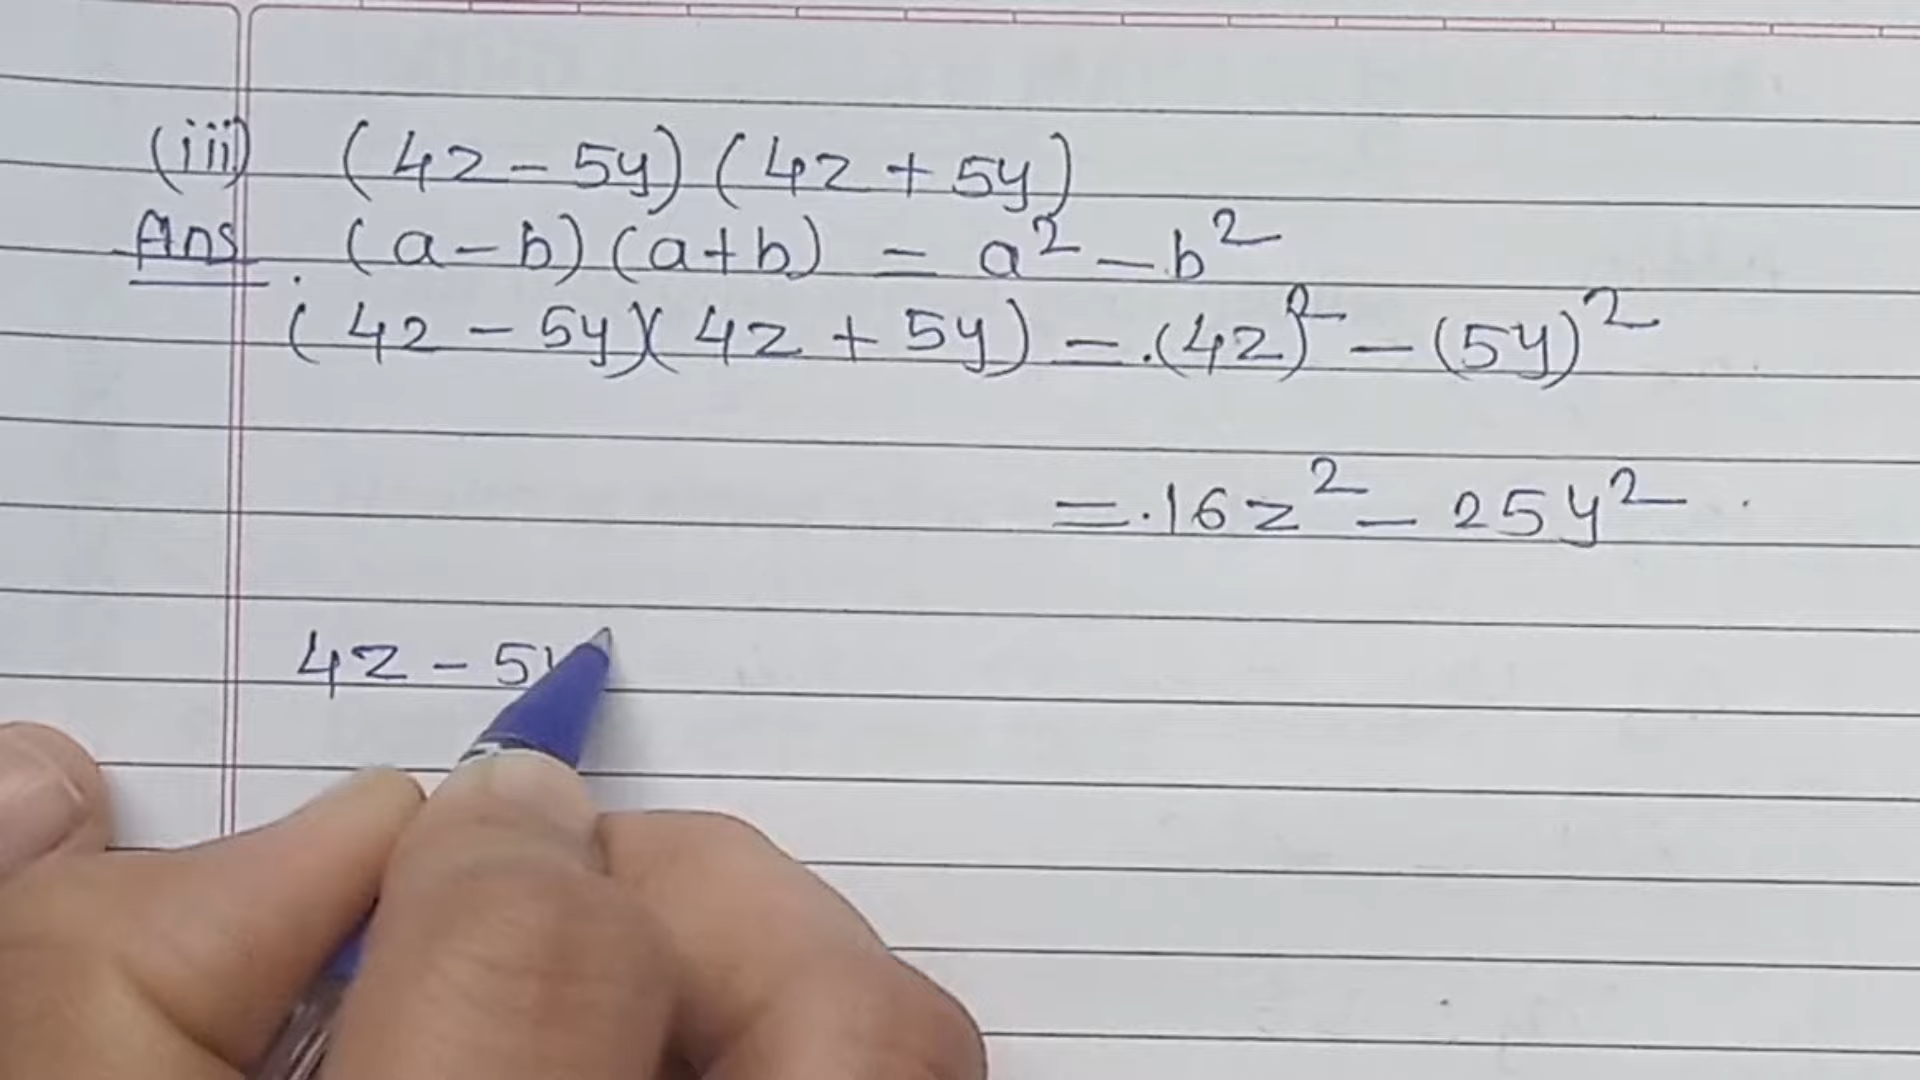 (iii) (4z - 5y) (4z + 5y)
Ans. (a - b) (a + b) = a² - b²
(4z - 5y)(4z + 5y) = (4z)² - (5y)²
= 16z² - 25y²
4z - 5y